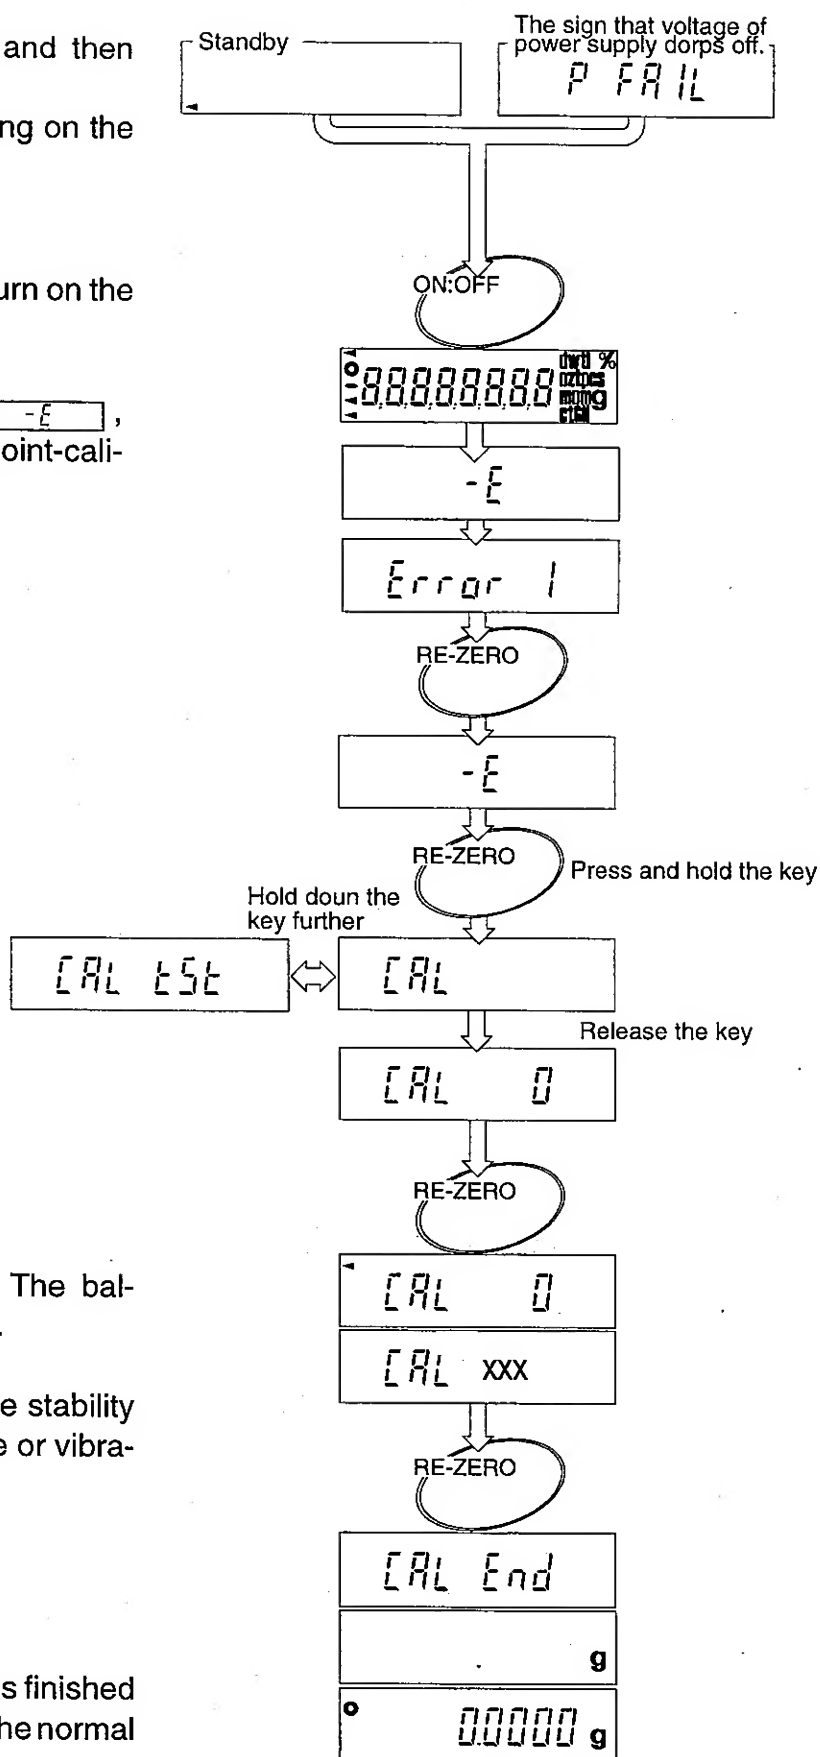 and then
ng on the
urn on the
-E ,
oint-cali-
The bal-
.
e stability
e or vibra-
s finished
he normal
Standby
The sign that voltage of
power supply dorps off.
P FAIL
ON:OFF
8.8.8.8.8.8.8.8
%
g
-E
Error 1
RE-ZERO
-E
RE-ZERO
Press and hold the key
Hold doun the
key further
CAL tSt
CAL
Release the key
CAL 0
RE-ZERO
CAL 0
CAL XXX
RE-ZERO
CAL End
g
0.0000 g